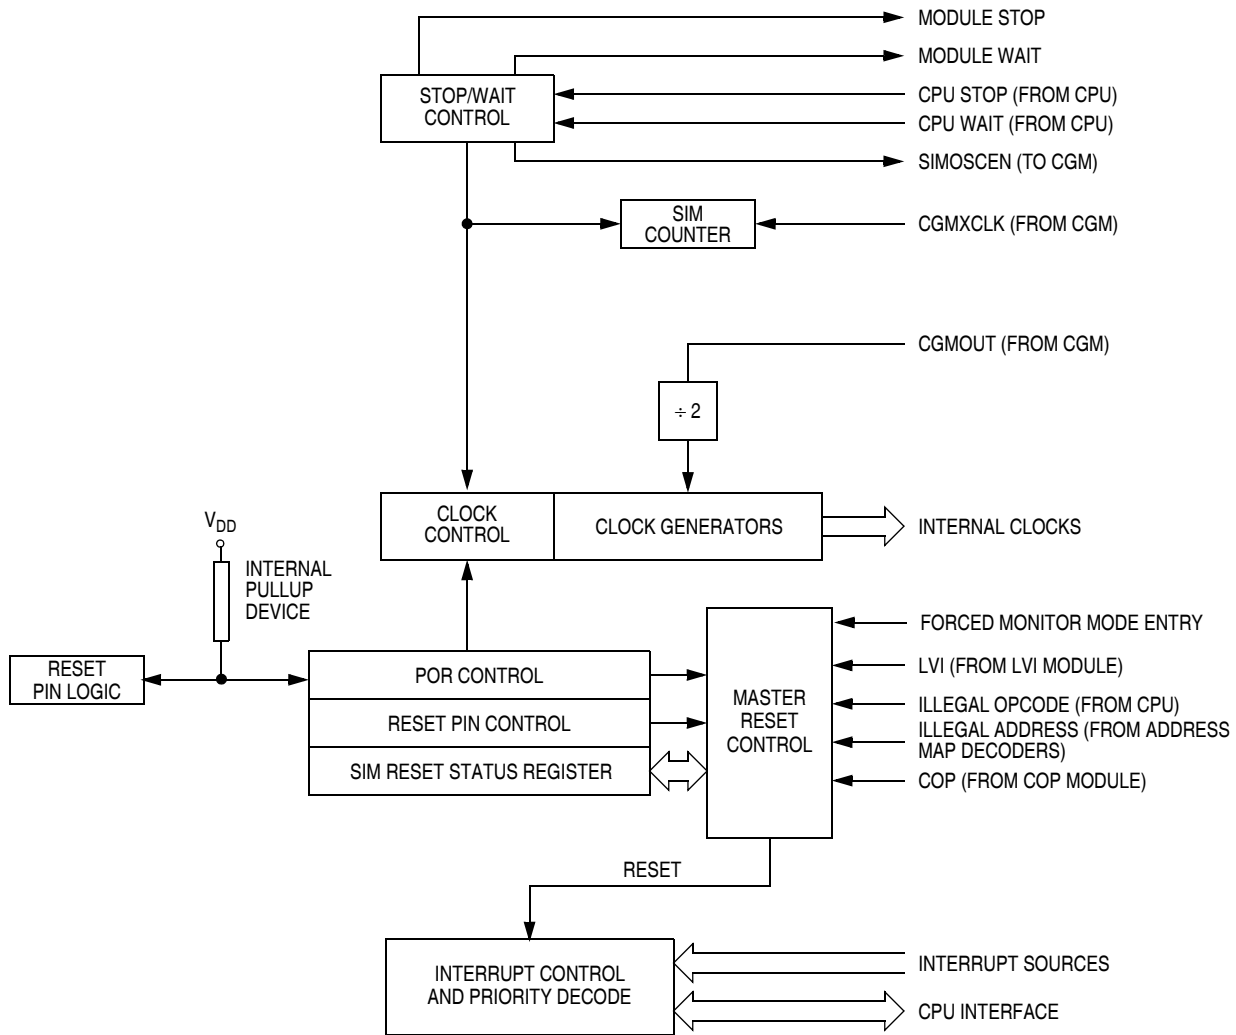 MODULE STOP
MODULE WAIT
STOP/WAIT
CONTROL
CPU STOP (FROM CPU)
CPU WAIT (FROM CPU)
SIMOSCEN (TO CGM)
SIM
COUNTER
CGMXCLK (FROM CGM)
CGMOUT (FROM CGM)
÷ 2
CLOCK
CONTROL
CLOCK GENERATORS
INTERNAL CLOCKS
VDD
INTERNAL
PULLUP
DEVICE
RESET
PIN LOGIC
POR CONTROL
RESET PIN CONTROL
SIM RESET STATUS REGISTER
MASTER
RESET
CONTROL
FORCED MONITOR MODE ENTRY
LVI (FROM LVI MODULE)
ILLEGAL OPCODE (FROM CPU)
ILLEGAL ADDRESS (FROM ADDRESS
MAP DECODERS)
COP (FROM COP MODULE)
RESET
INTERRUPT CONTROL
AND PRIORITY DECODE
INTERRUPT SOURCES
CPU INTERFACE